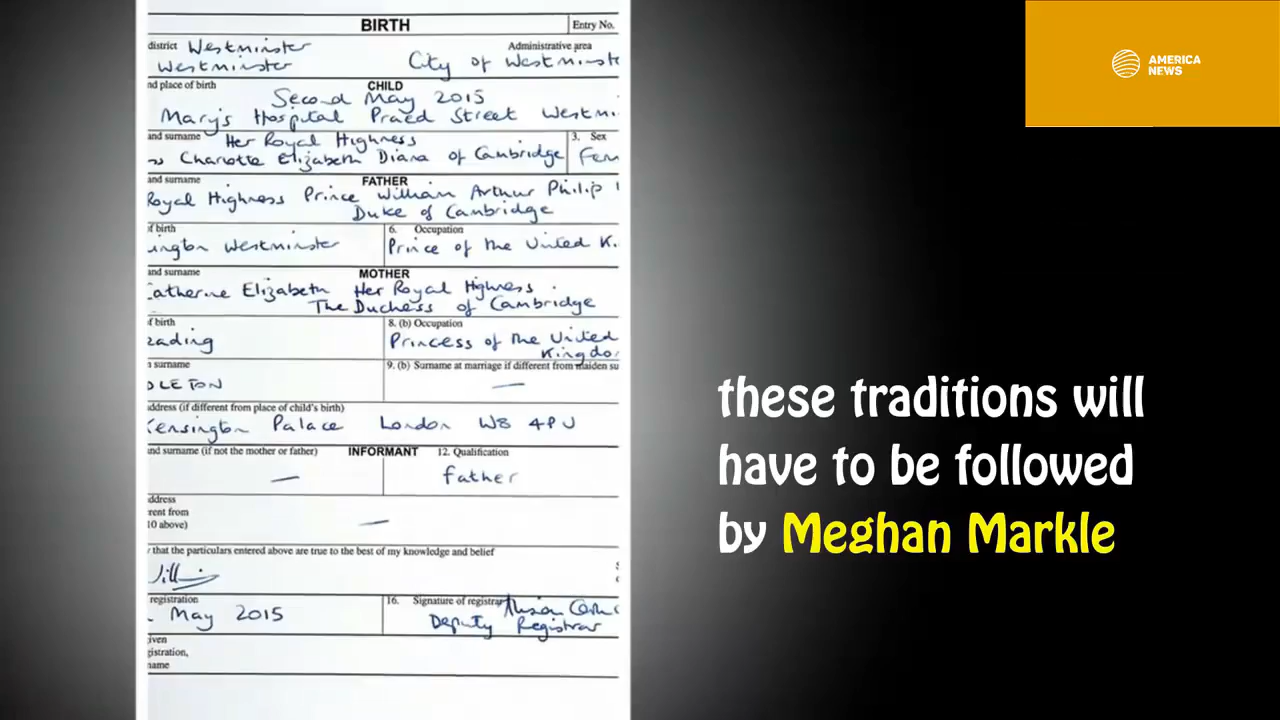 BIRTH
Entry No.
district Westminster
Administrative area
Westminster
City of Westminste
nd place of birth
CHILD
Second May 2015
Mary's Hospital Praed Street Westm
and surname
Her Royal Highness
3. Sex
ss Charlotte Elizabeth Diana of Cambridge
Fem
and surname
FATHER
Royal Highness Prince William Arthur Philip
Duke of Cambridge
of birth
6. Occupation
ington Westminster
Prince of the United K
and surname
MOTHER
Catherine Elizabeth Her Royal Highness
The Duchess of Cambridge
of birth
8. (b) Occupation
eading
Princess of the United
Kingdo
surname
9. (b) Surname at marriage if different from maiden su
DLETON
address (if different from place of child's birth)
Kensington Palace London W8 4PU
and surname (if not the mother or father)
INFORMANT
12. Qualification
Father
address
rent from
10 above)
that the particulars entered above are true to the best of my knowledge and belief
registration
16. Signature of registrar
May 2015
Deputy Registrar
given
gistration,
name
AMERICA
NEWS
these traditions will
have to be followed
by Meghan Markle